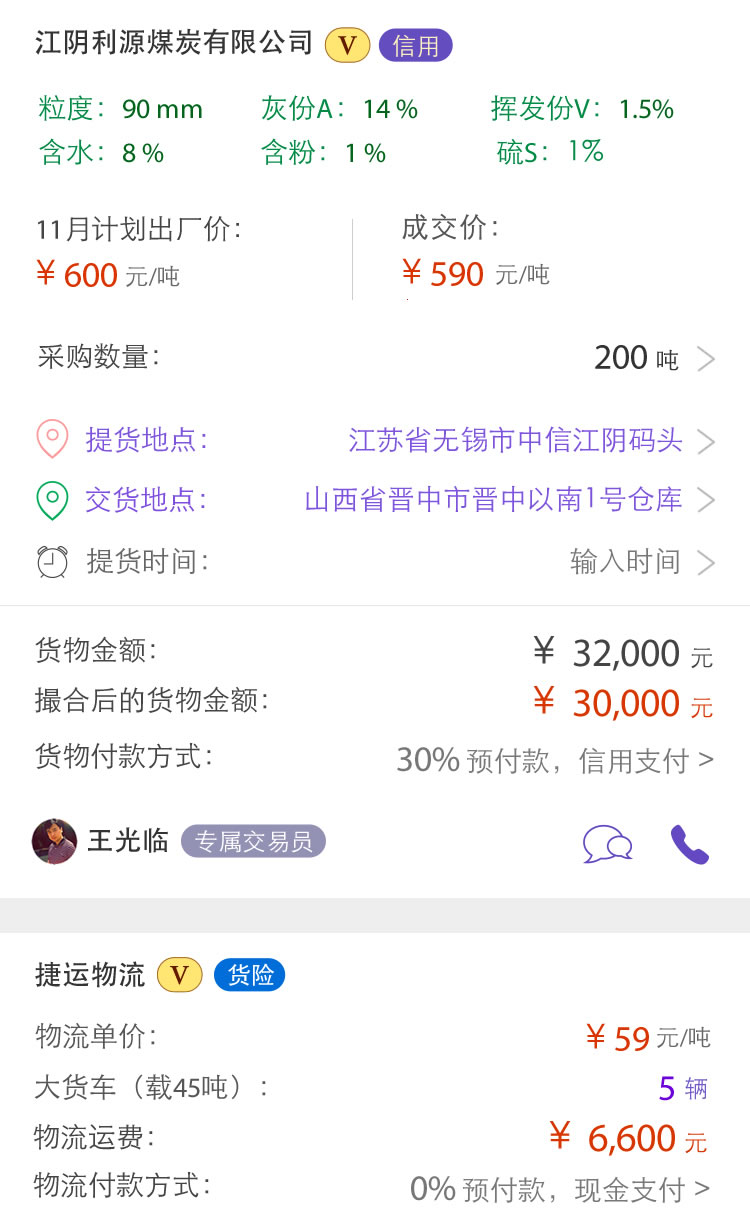 江阴利源煤炭有限公司 V 信用
粒度: 90 mm 灰份A: 14 % 挥发份V: 1.5%
含水: 8 % 含粉: 1 % 硫S: 1%
11月计划出厂价: 成交价:
¥ 600 元/吨 ¥ 590 元/吨
采购数量: 200 吨 >
提货地点: 江苏省无锡市中信江阴码头 >
交货地点: 山西省晋中市晋中以南1号仓库 >
提货时间: 输入时间 >
货物金额: ¥ 32,000 元
撮合后的货物金额: ¥ 30,000 元
货物付款方式: 30% 预付款，信用支付 >
王光临 专属交易员
捷运物流 V 货险
物流单价: ¥ 59 元/吨
大货车（载45吨）: 5 辆
物流运费: ¥ 6,600 元
物流付款方式: 0% 预付款，现金支付 >